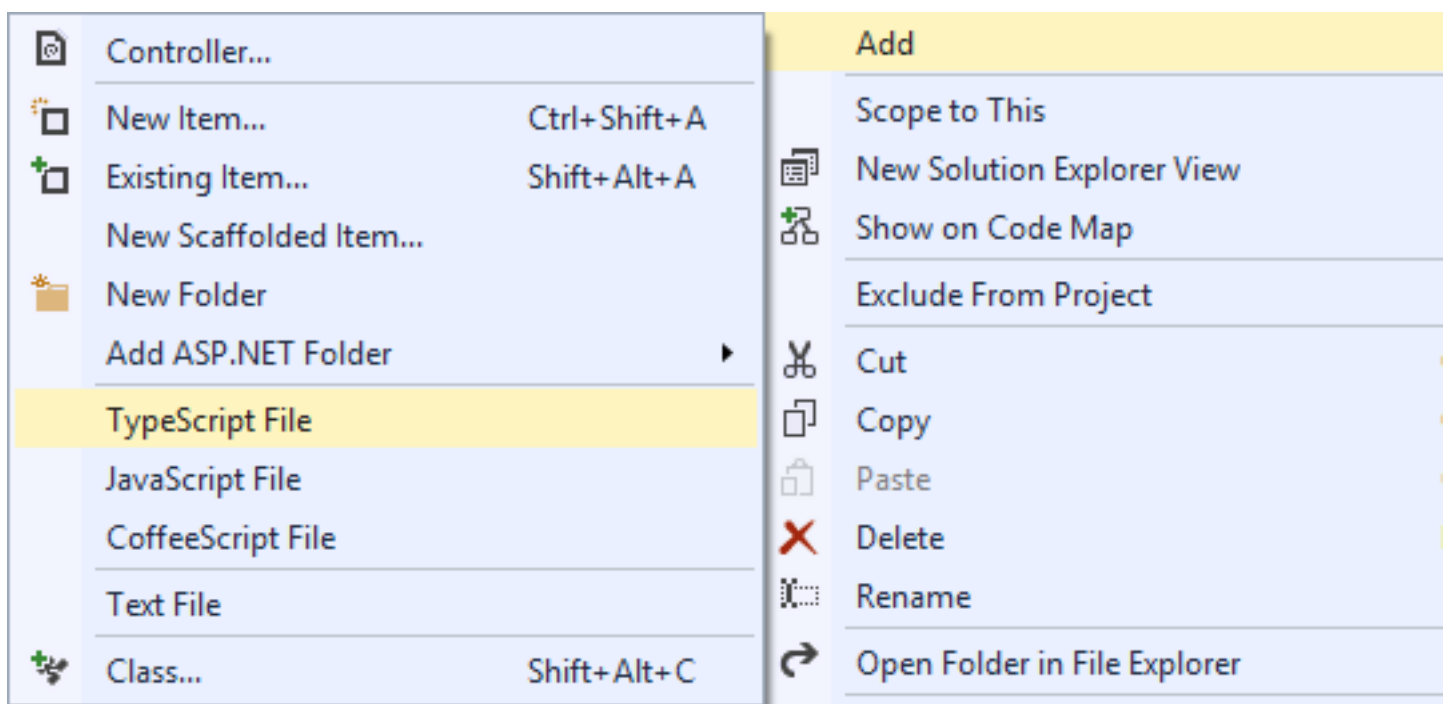 Controller...
New Item... Ctrl+Shift+A
Existing Item... Shift+Alt+A
New Scaffolded Item...
New Folder
Add ASP.NET Folder
TypeScript File
JavaScript File
CoffeeScript File
Text File
Class... Shift+Alt+C
Add
Scope to This
New Solution Explorer View
Show on Code Map
Exclude From Project
Cut
Copy
Paste
Delete
Rename
Open Folder in File Explorer